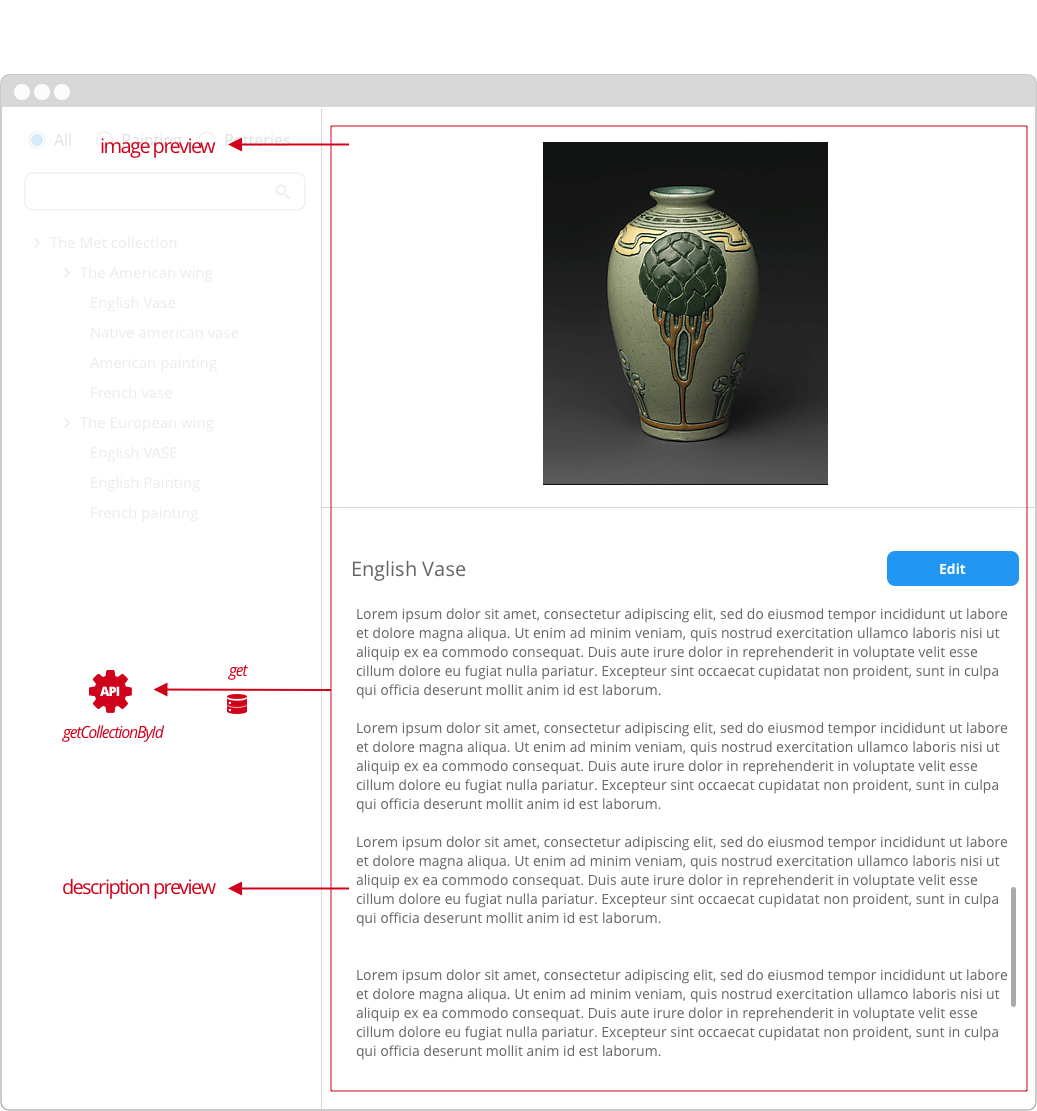 All Painting Potteries
image preview
The Met collection
The American wing
English Vase
Native american vase
American painting
French vase
The European wing
English VASE
English Painting
French painting
English Vase
Edit
Lorem ipsum dolor sit amet, consectetur adipiscing elit, sed do eiusmod tempor incididunt ut labore
et dolore magna aliqua. Ut enim ad minim veniam, quis nostrud exercitation ullamco laboris nisi ut
aliquip ex ea commodo consequat. Duis aute irure dolor in reprehenderit in voluptate velit esse
cillum dolore eu fugiat nulla pariatur. Excepteur sint occaecat cupidatat non proident, sunt in culpa
qui officia deserunt mollit anim id est laborum.
get
API
getCollectionById
Lorem ipsum dolor sit amet, consectetur adipiscing elit, sed do eiusmod tempor incididunt ut labore
et dolore magna aliqua. Ut enim ad minim veniam, quis nostrud exercitation ullamco laboris nisi ut
aliquip ex ea commodo consequat. Duis aute irure dolor in reprehenderit in voluptate velit esse
cillum dolore eu fugiat nulla pariatur. Excepteur sint occaecat cupidatat non proident, sunt in culpa
qui officia deserunt mollit anim id est laborum.
description preview
Lorem ipsum dolor sit amet, consectetur adipiscing elit, sed do eiusmod tempor incididunt ut labore
et dolore magna aliqua. Ut enim ad minim veniam, quis nostrud exercitation ullamco laboris nisi ut
aliquip ex ea commodo consequat. Duis aute irure dolor in reprehenderit in voluptate velit esse
cillum dolore eu fugiat nulla pariatur. Excepteur sint occaecat cupidatat non proident, sunt in culpa
qui officia deserunt mollit anim id est laborum.
Lorem ipsum dolor sit amet, consectetur adipiscing elit, sed do eiusmod tempor incididunt ut labore
et dolore magna aliqua. Ut enim ad minim veniam, quis nostrud exercitation ullamco laboris nisi ut
aliquip ex ea commodo consequat. Duis aute irure dolor in reprehenderit in voluptate velit esse
cillum dolore eu fugiat nulla pariatur. Excepteur sint occaecat cupidatat non proident, sunt in culpa
qui officia deserunt mollit anim id est laborum.